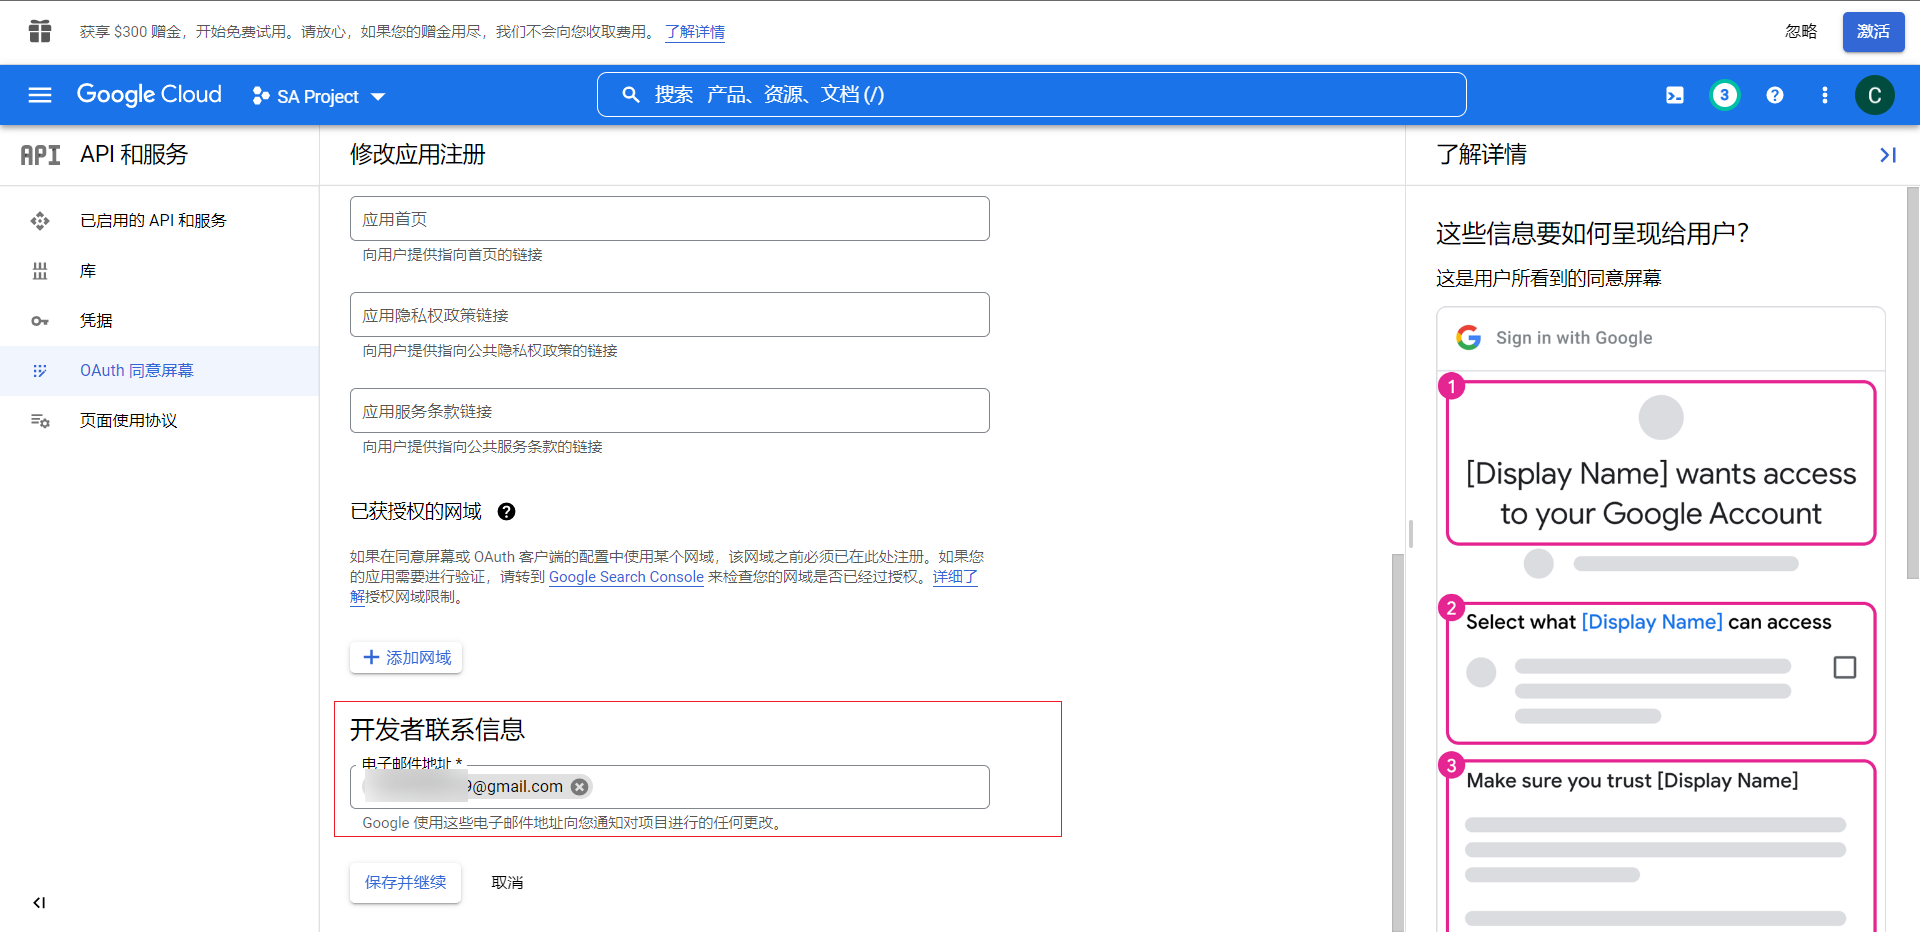 获享 $300 赠金，开始免费试用。请放心，如果您的赠金用尽，我们不会向您收取费用。 了解详情
忽略
激活
Google Cloud
SA Project
搜索 产品、资源、文档 (/)
3
C
API API 和服务
已启用的 API 和服务
库
凭据
OAuth 同意屏幕
页面使用协议
修改应用注册
应用首页
向用户提供指向首页的链接
应用隐私权政策链接
向用户提供指向公共隐私权政策的链接
应用服务条款链接
向用户提供指向公共服务条款的链接
已获授权的网域
如果在同意屏幕或 OAuth 客户端的配置中使用某个网域，该网域之前必须已在此处注册。如果您
的应用需要进行验证，请转到 Google Search Console 来检查您的网域是否已经过授权。详细了
解授权网域限制。
添加网域
开发者联系信息
电子邮件地址 *
9@gmail.com
Google 使用这些电子邮件地址向您通知对项目进行的任何更改。
保存并继续
取消
了解详情
这些信息要如何呈现给用户？
这是用户所看到的同意屏幕
Sign in with Google
1
[Display Name] wants access
to your Google Account
2
Select what [Display Name] can access
3
Make sure you trust [Display Name]